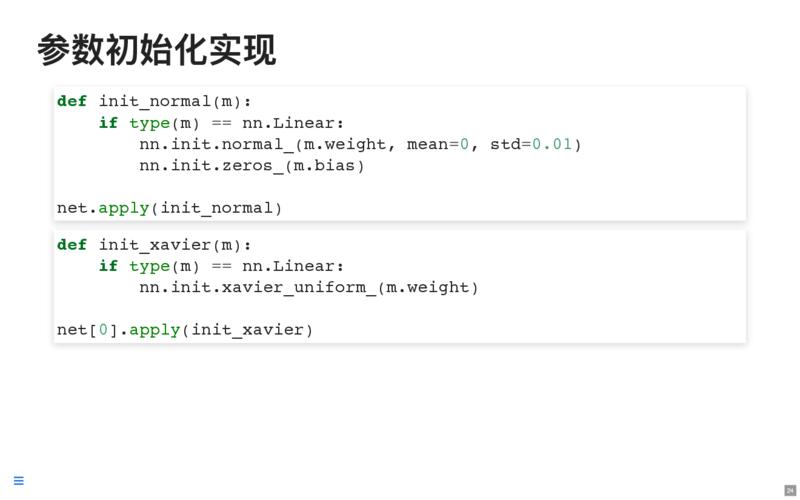 参数初始化实现
def init_normal(m):
    if type(m) == nn.Linear:
        nn.init.normal_(m.weight, mean=0, std=0.01)
        nn.init.zeros_(m.bias)
net.apply(init_normal)
def init_xavier(m):
    if type(m) == nn.Linear:
        nn.init.xavier_uniform_(m.weight)
net[0].apply(init_xavier)
24